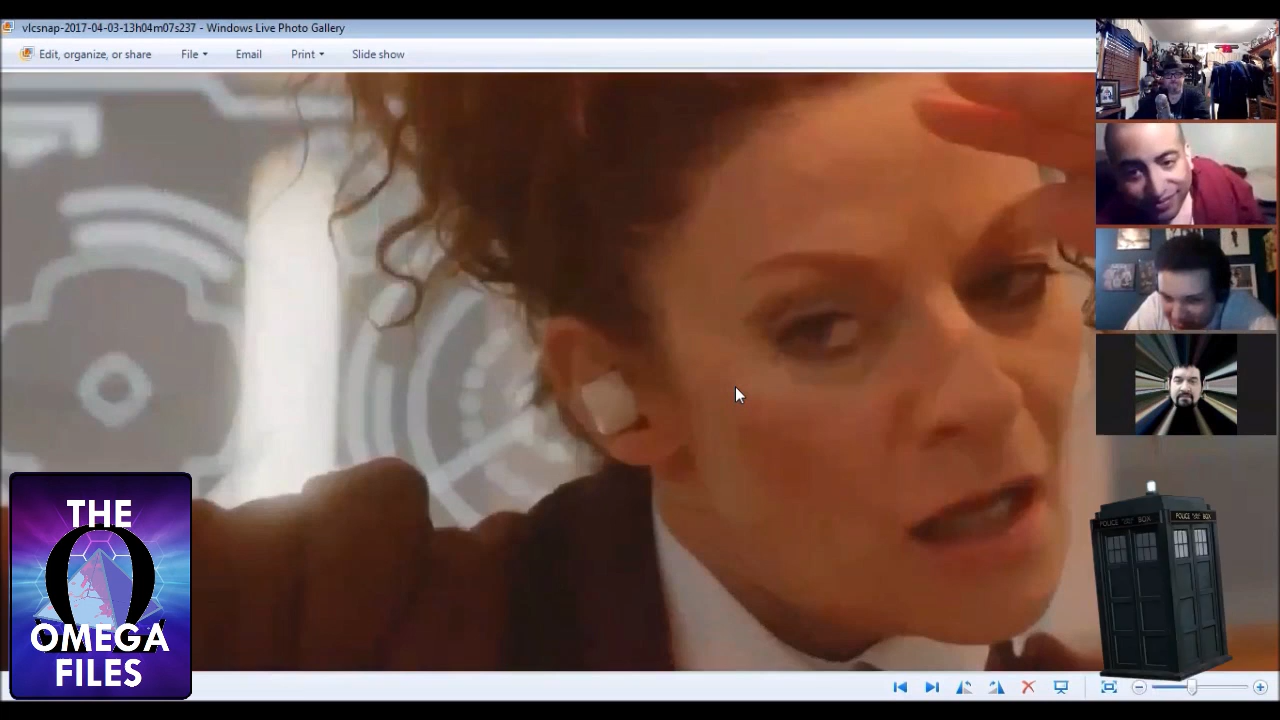 vlcsnap-2017-04-03-13h04m07s237 - Windows Live Photo Gallery
Edit, organize, or share File Email Print Slide show
THE
OMEGA
FILES
POLICE BOX POLICE BOX